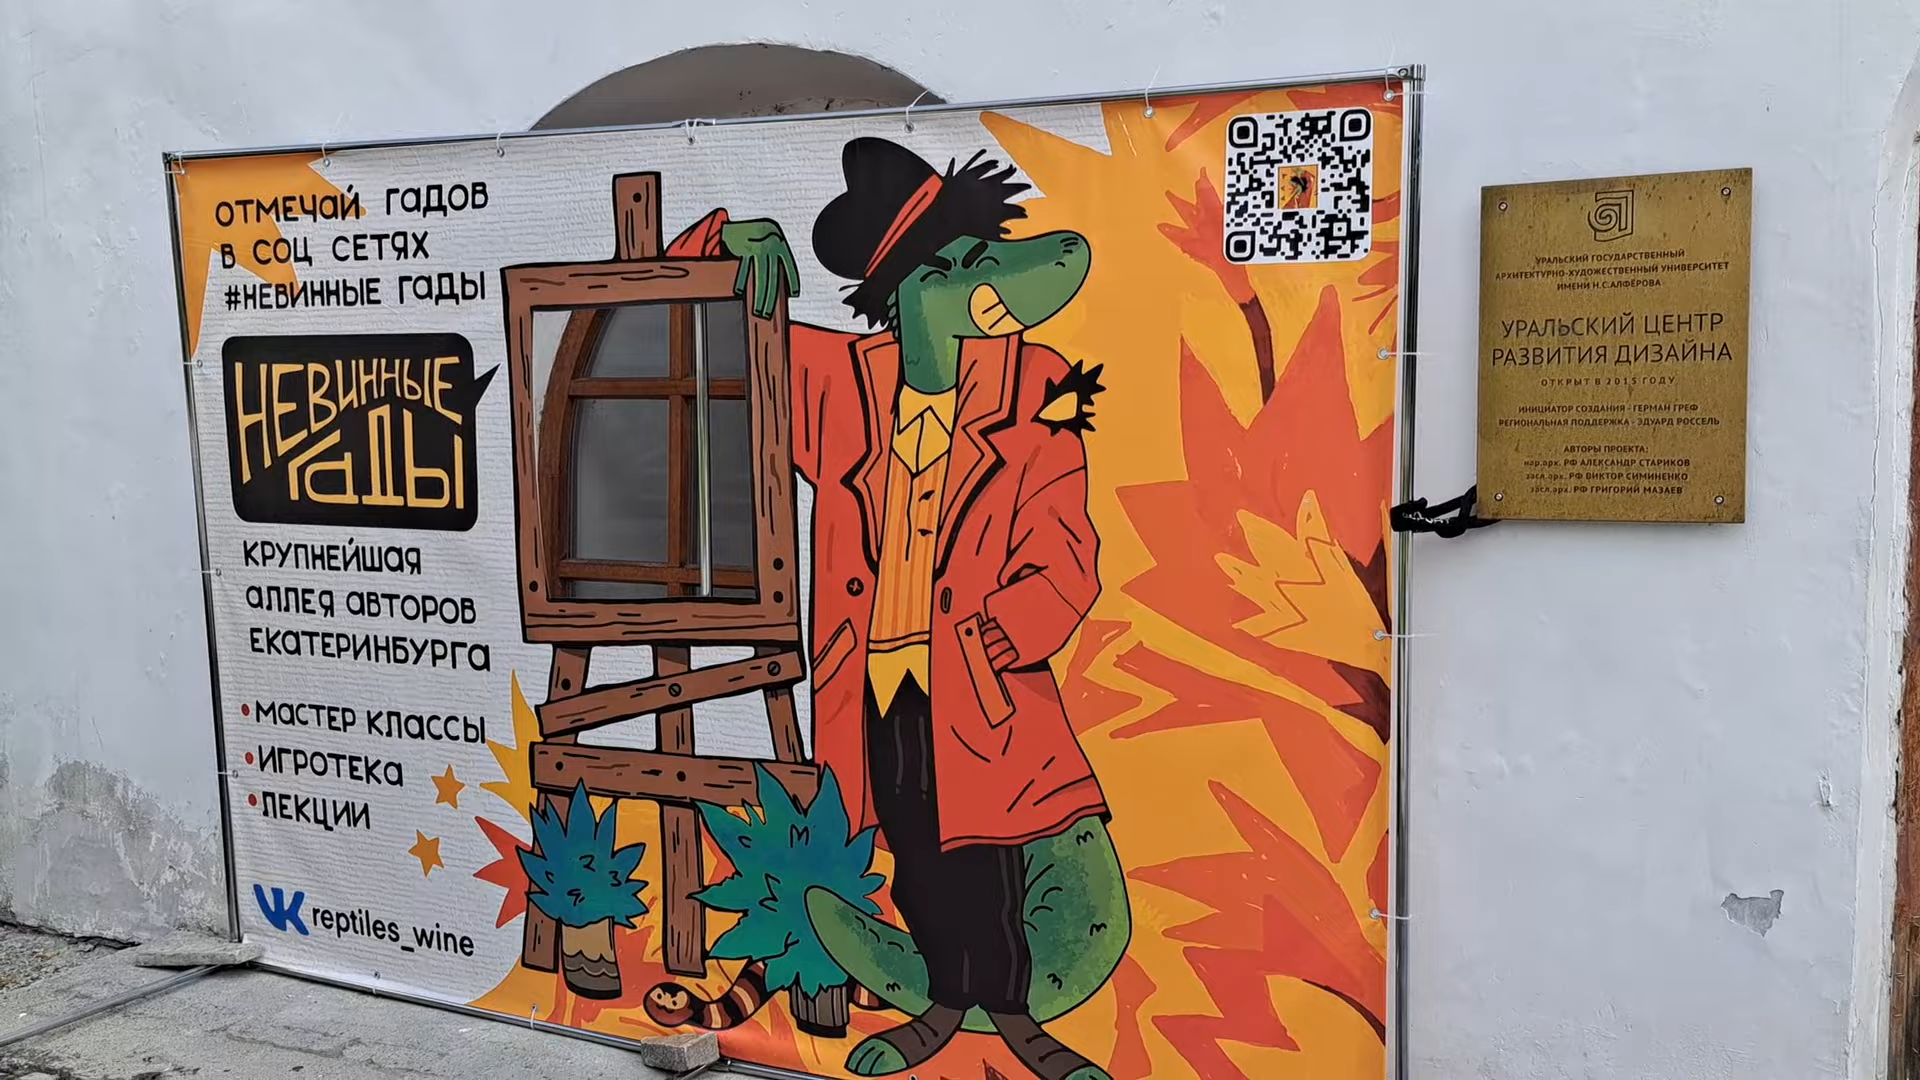 ОТМЕЧАЙ ГАДОВ
В СОЦ СЕТЯХ
#НЕВИННЫЕ ГАДЫ
НЕВИННЫЕ
ГАДЫ
КРУПНЕЙШАЯ
АЛЛЕЯ АВТОРОВ
ЕКАТЕРИНБУРГА
МАСТЕР КЛАССЫ
ИГРОТЕКА
ЛЕКЦИИ
VK reptiles_wine
УРАЛЬСКИЙ ГОСУДАРСТВЕННЫЙ
АРХИТЕКТУРНО-ХУДОЖЕСТВЕННЫЙ УНИВЕРСИТЕТ
ИМЕНИ Н.С.АЛФЁРОВА
УРАЛЬСКИЙ ЦЕНТР
РАЗВИТИЯ ДИЗАЙНА
ОТКРЫТ В 2015 ГОДУ
ИНИЦИАТОР СОЗДАНИЯ - ГЕРМАН ГРЕФ
РЕГИОНАЛЬНАЯ ПОДДЕРЖКА - ЭДУАРД РОССЕЛЬ
АВТОРЫ ПРОЕКТА:
нар.арх. РФ АЛЕКСАНДР СТАРИКОВ
засл.арх. РФ ВИКТОР СИМИНЕНКО
засл.арх. РФ ГРИГОРИЙ МАЗАЕВ